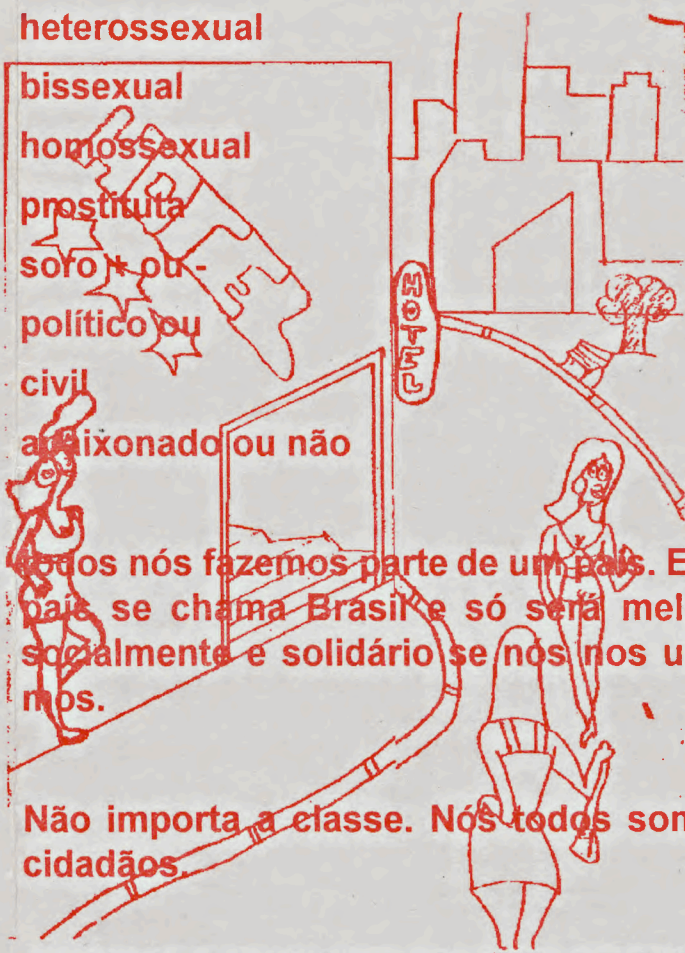 heterossexual
bissexual
homossexual
prostituta
soro + ou -
político ou
civil
apaixonado ou não
HOTEL
todos nós fazemos parte de um país. E
país se chama Brasil e só será mel
socialmente e solidário se nós nos u
mos.
Não importa a classe. Nós todos som
cidadãos.